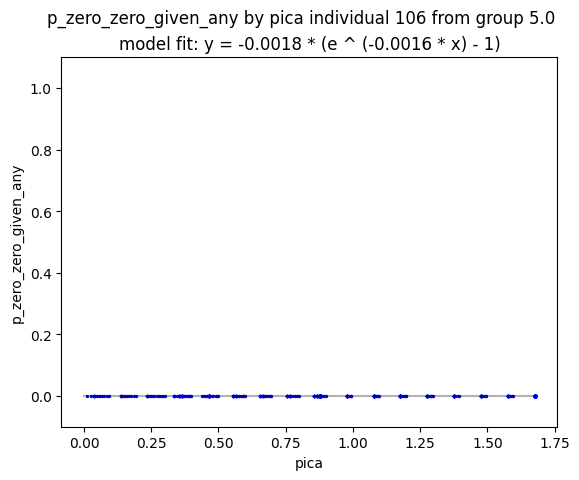 p_zero_zero_given_any by pica individual 106 from group 5.0
model fit: y = -0.0018 * (e ^ (-0.0016 * x) - 1)
1.0
0.8
0.6
0.4
0.2
0.0
p_zero_zero_given_any
0.00 0.25 0.50 0.75 1.00 1.25 1.50 1.75
pica